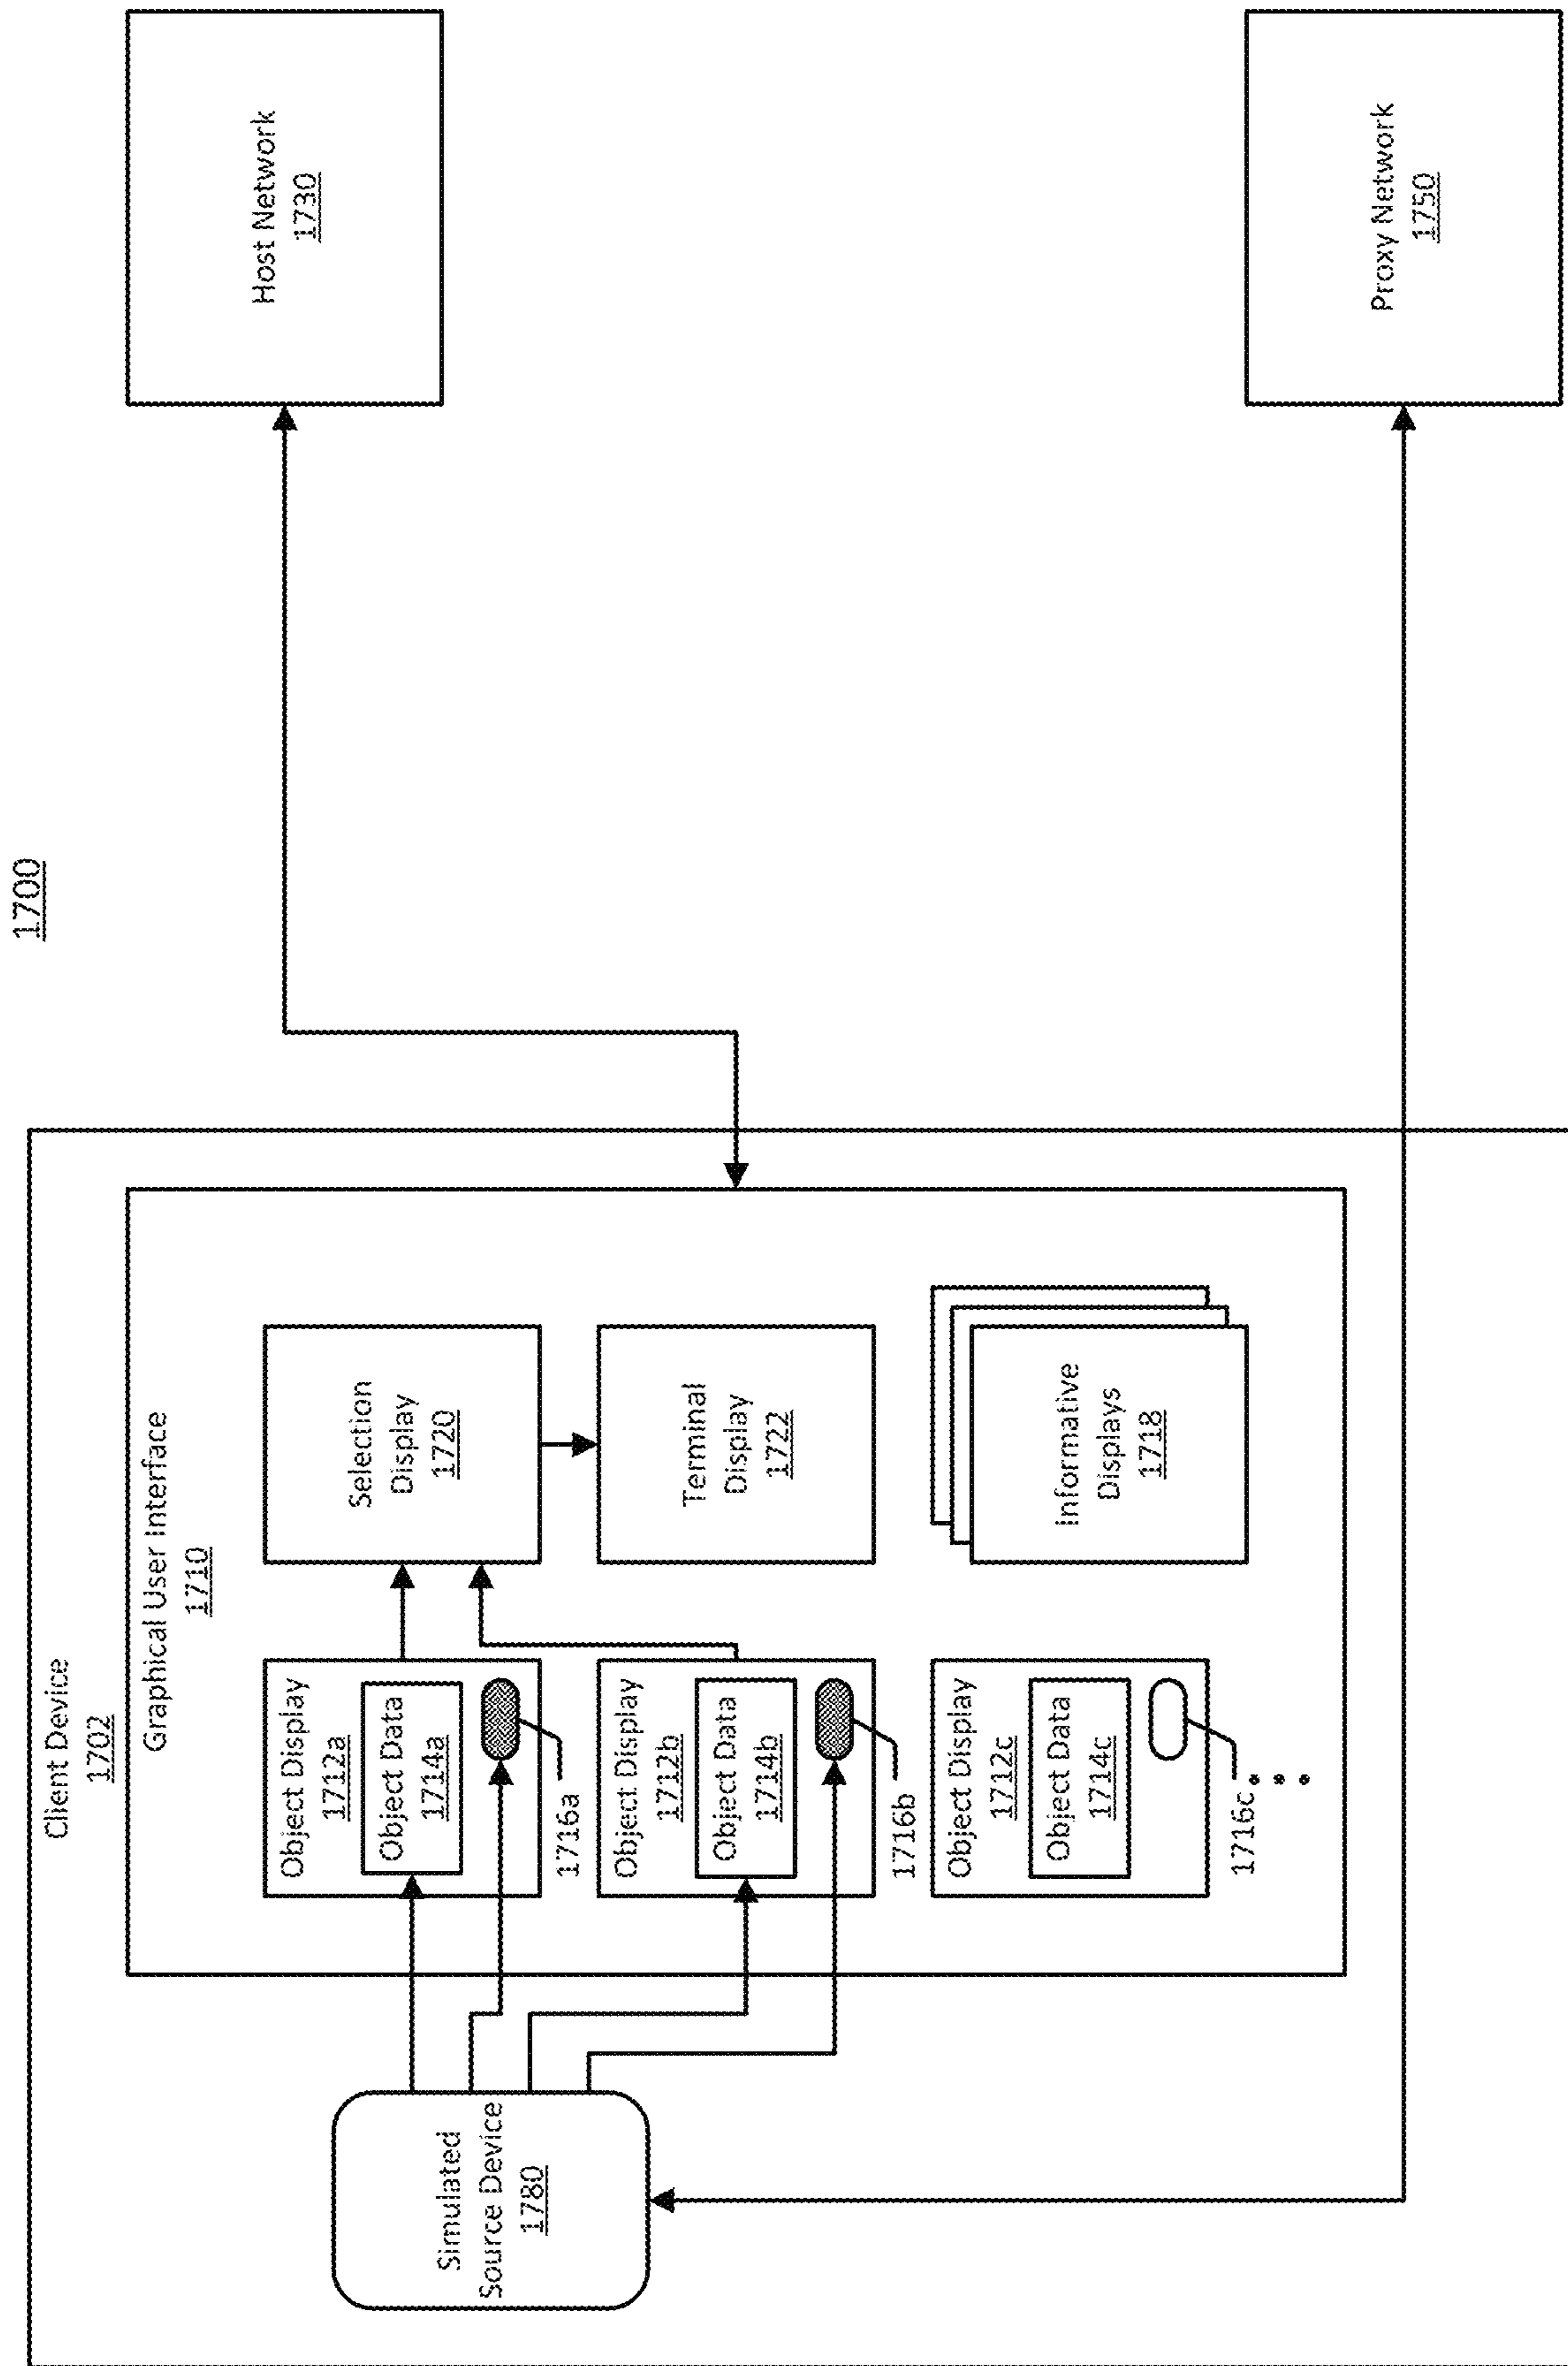 1700
Client Device
1702
Graphical User Interface
1710
Simulated
Source Device
1780
Object Display
1712a
Object Data
1714a
1716a
Object Display
1712b
Object Data
1714b
1716b
Object Display
1712c
Object Data
1714c
1716c
Selection
Display
1720
Terminal
Display
1722
Informative
Displays
1718
Host Network
1730
Proxy Network
1750